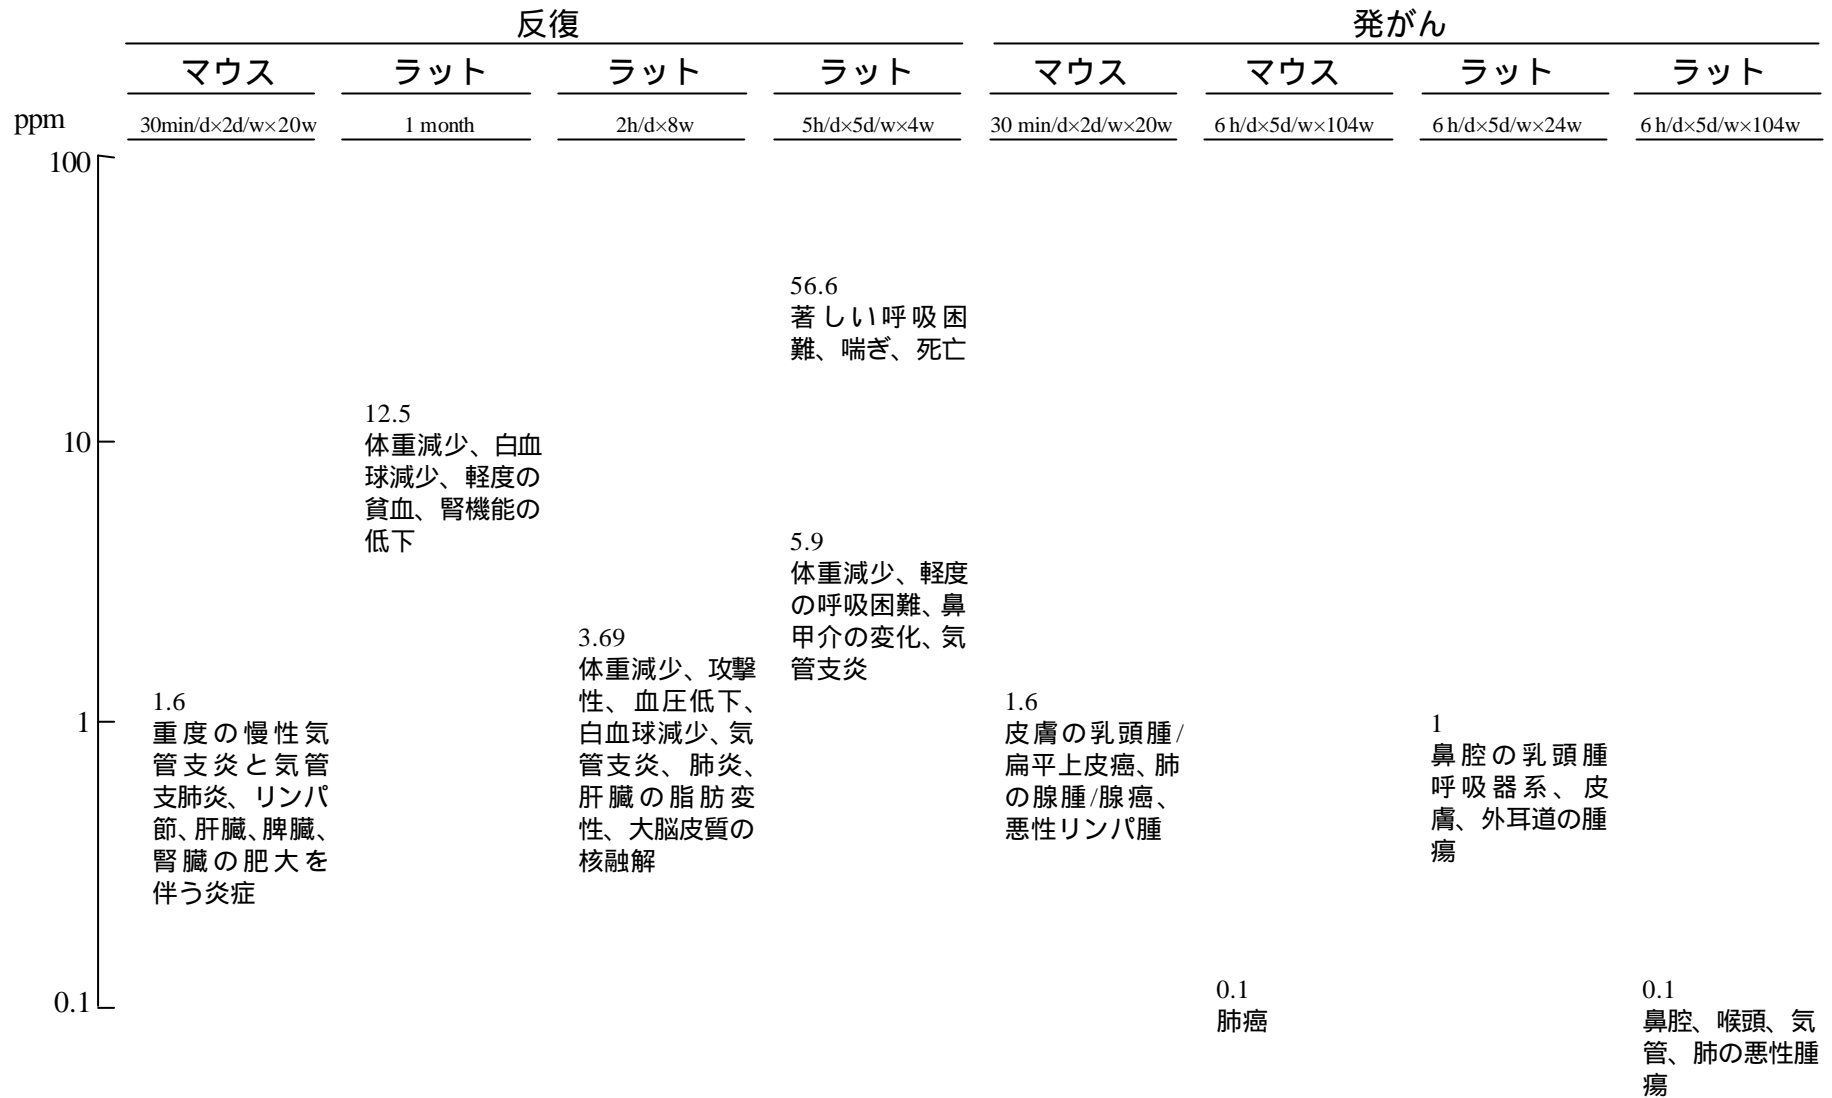 反復
発がん
マウス
ラット
ラット
ラット
マウス
マウス
ラット
ラット
ppm
30min/d×2d/w×20w
1 month
2h/d×8w
5h/d×5d/w×4w
30 min/d×2d/w×20w
6 h/d×5d/w×104w
6 h/d×5d/w×24w
6 h/d×5d/w×104w
100
10
1
0.1
1.6
重度の慢性気
管支炎と気管
支肺炎、リンパ
節、肝臓、脾臓、
腎臓の肥大を
伴う炎症
12.5
体重減少、白血
球減少、軽度の
貧血、腎機能の
低下
3.69
体重減少、攻撃
性、血圧低下、
白血球減少、気
管支炎、肺炎、
肝臓の脂肪変
性、大脳皮質の
核融解
56.6
著しい呼吸困
難、喘ぎ、死亡
5.9
体重減少、軽度
の呼吸困難、鼻
甲介の変化、気
管支炎
1.6
皮膚の乳頭腫/
扁平上皮癌、肺
の腺腫/腺癌、
悪性リンパ腫
0.1
肺癌
1
鼻腔の乳頭腫
呼吸器系、皮
膚、外耳道の腫
瘍
0.1
鼻腔、喉頭、気
管、肺の悪性腫
瘍